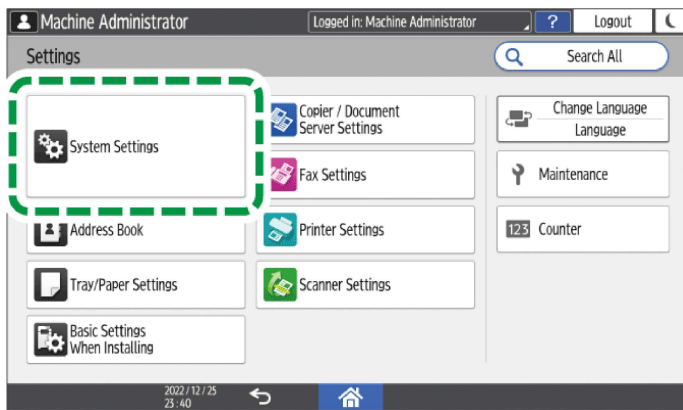 Machine Administrator
Logged in: Machine Administrator
?
Logout
Settings
Search All
System Settings
Copier / Document
Server Settings
Change Language
Language
Fax Settings
Maintenance
Address Book
Printer Settings
123 Counter
Tray/Paper Settings
Scanner Settings
Basic Settings
When Installing
2022/12/25
23:40